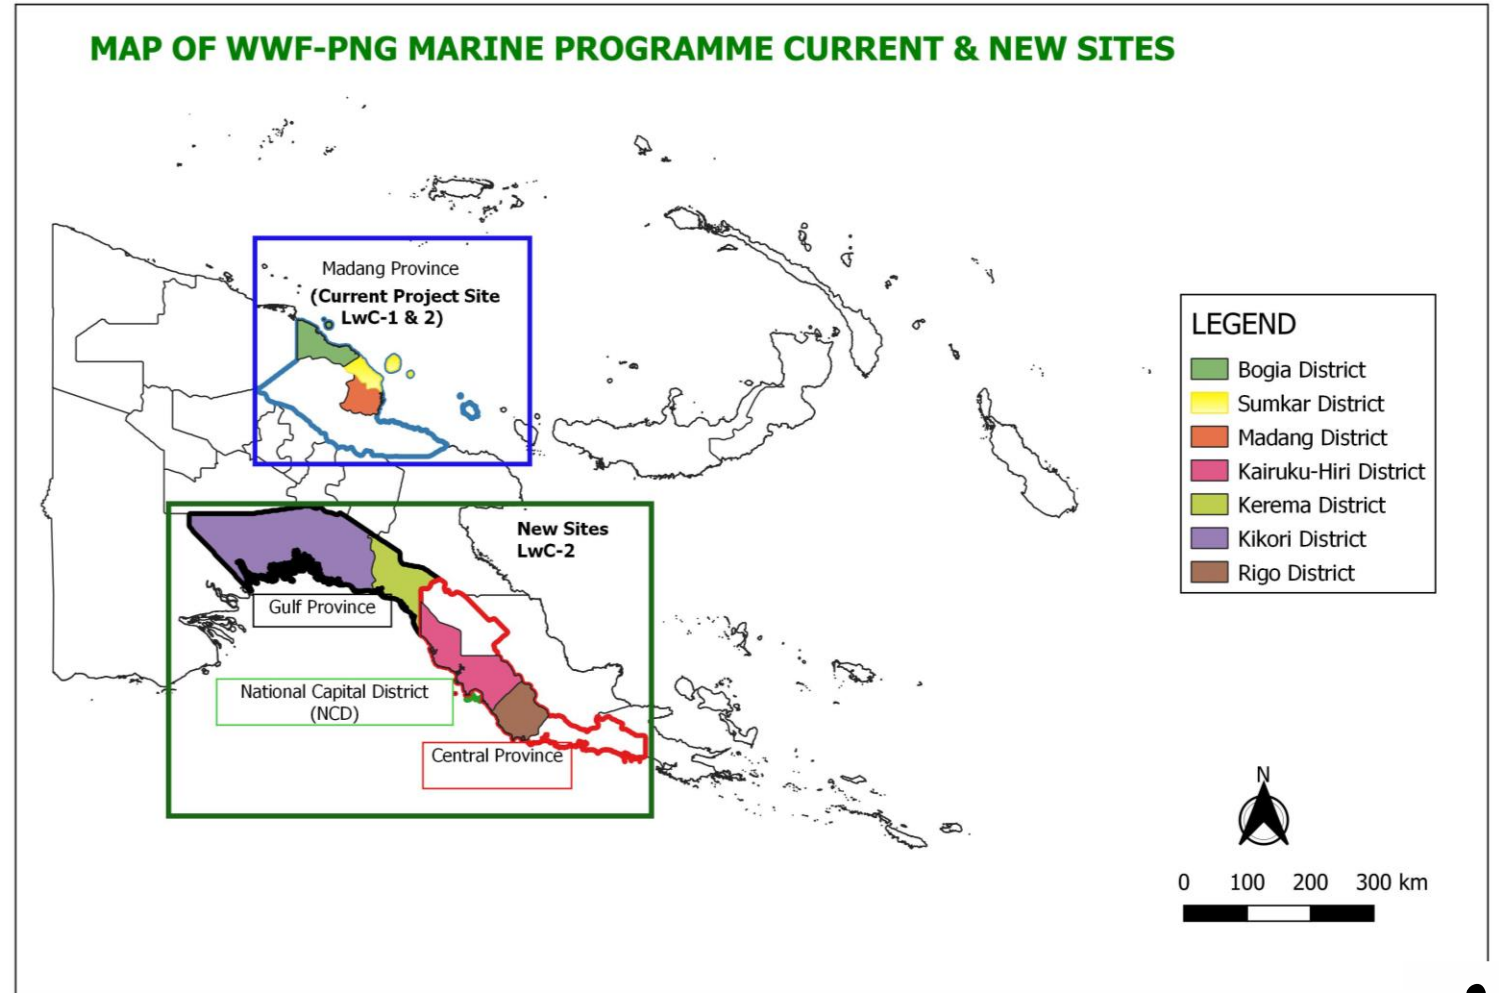 MAP OF WWF-PNG MARINE PROGRAMME CURRENT & NEW SITES
Madang Province
(Current Project Site
LwC-1 & 2)
New Sites
LwC-2
Gulf Province
National Capital District
(NCD)
Central Province
LEGEND
Bogia District
Sumkar District
Madang District
Kairuku-Hiri District
Kerema District
Kikori District
Rigo District
N
0 100 200 300 km